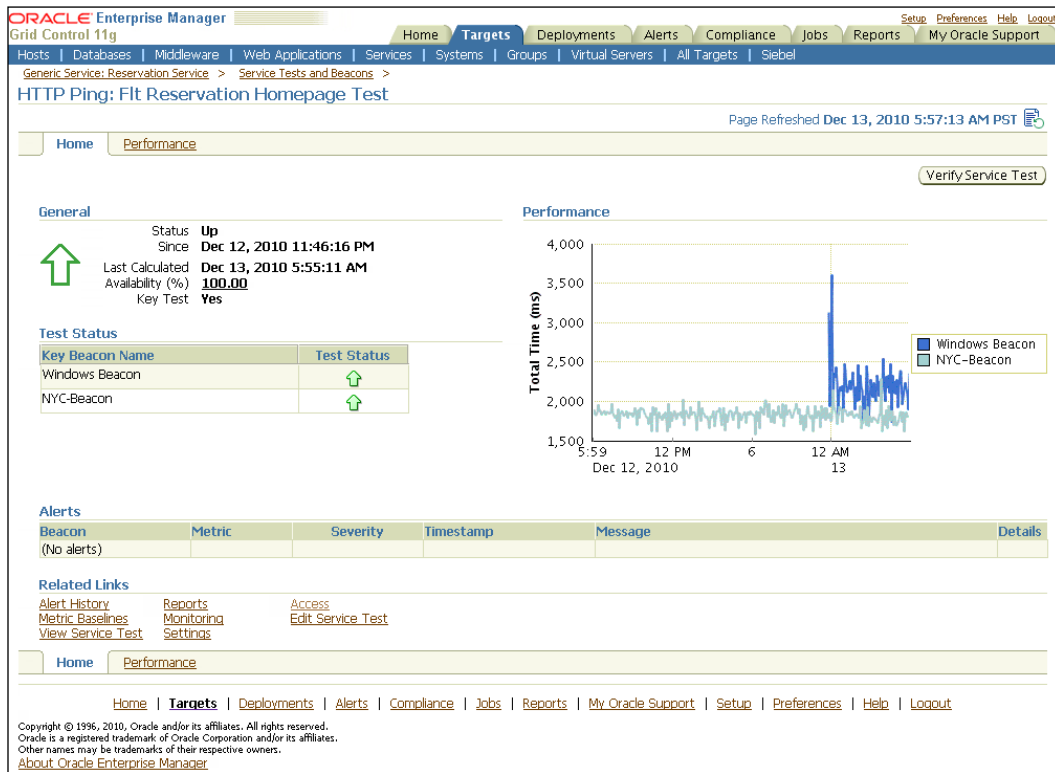 ORACLE Enterprise Manager
Grid Control 11g
Setup Preferences Help Logout
Home Targets Deployments Alerts Compliance Jobs Reports My Oracle Support
Hosts | Databases | Middleware | Web Applications | Services | Systems | Groups | Virtual Servers | All Targets | Siebel
Generic Service: Reservation Service > Service Tests and Beacons >
HTTP Ping: Flt Reservation Homepage Test
Page Refreshed Dec 13, 2010 5:57:13 AM PST
Home Performance
Verify Service Test
General
Status Up
Since Dec 12, 2010 11:46:16 PM
Last Calculated Dec 13, 2010 5:55:11 AM
Availability (%) 100.00
Key Test Yes
Test Status
Key Beacon Name Test Status
Windows Beacon
NYC-Beacon
Performance
Total Time (ms)
4,000
3,500
3,000
2,500
2,000
1,500
5:59 12 PM 6 12 AM
Dec 12, 2010 13
Windows Beacon
NYC-Beacon
Alerts
Beacon Metric Severity Timestamp Message Details
(No alerts)
Related Links
Alert History Reports Access
Metric Baselines Monitoring Edit Service Test
View Service Test Settings
Home Performance
Home | Targets | Deployments | Alerts | Compliance | Jobs | Reports | My Oracle Support | Setup | Preferences | Help | Logout
Copyright © 1996, 2010, Oracle and/or its affiliates. All rights reserved.
Oracle is a registered trademark of Oracle Corporation and/or its affiliates.
Other names may be trademarks of their respective owners.
About Oracle Enterprise Manager